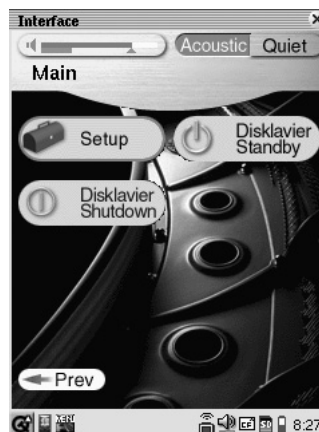 Interface
Acoustic Quiet
Main
Setup
Disklavier
Standby
Disklavier
Shutdown
Prev
8:27